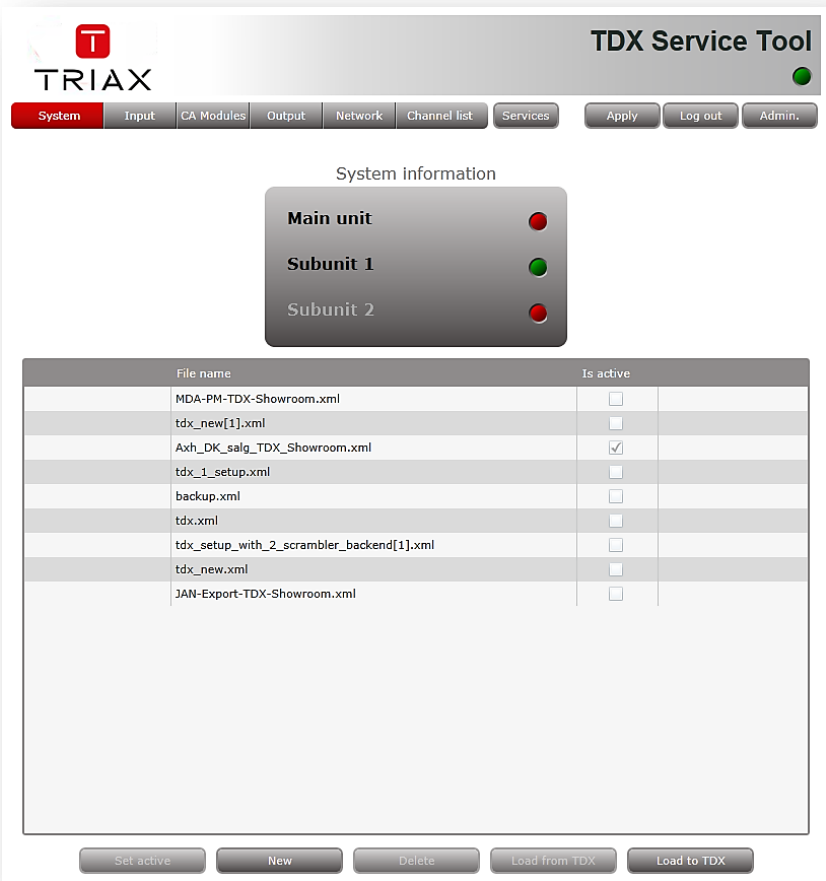 TDX Service Tool
T
TRIAX
System Input CA Modules Output Network Channel list Services Apply Log out Admin.
System information
Main unit
Subunit 1
Subunit 2
File name Is active
MDA-PM-TDX-Showroom.xml
tdx_new[1].xml
Axh_DK_salg_TDX_Showroom.xml
tdx_1_setup.xml
backup.xml
tdx.xml
tdx_setup_with_2_scrambler_backend[1].xml
tdx_new.xml
JAN-Export-TDX-Showroom.xml
Set active New Delete Load from TDX Load to TDX